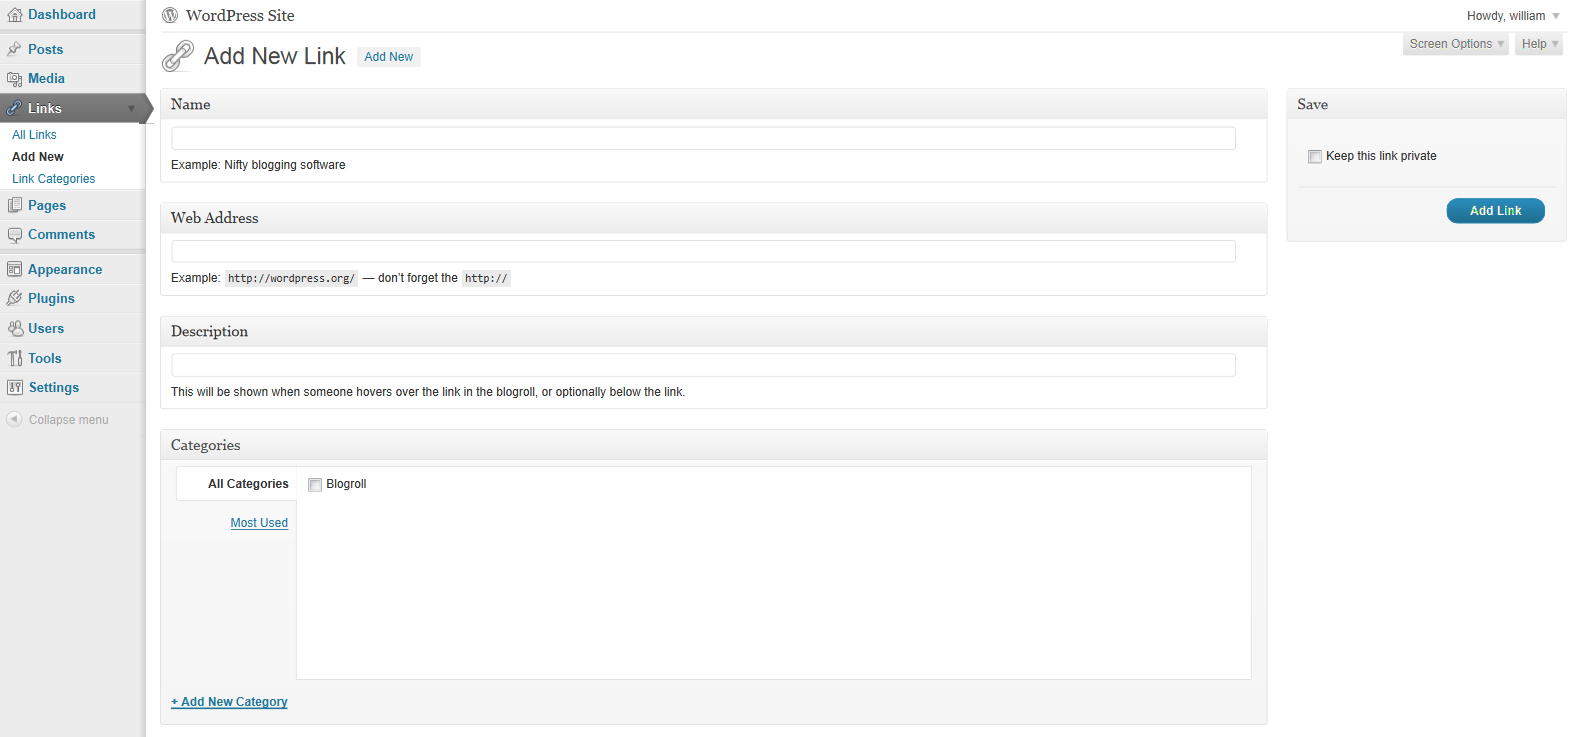 Dashboard
Posts
Media
Links
All Links
Add New
Link Categories
Pages
Comments
Appearance
Plugins
Users
Tools
Settings
Collapse menu
WordPress Site
Howdy, william
Add New Link Add New
Screen Options Help
Name
Example: Nifty blogging software
Web Address
Example: http://wordpress.org/ — don't forget the http://
Description
This will be shown when someone hovers over the link in the blogroll, or optionally below the link.
Categories
All Categories
Most Used
Blogroll
+ Add New Category
Save
Keep this link private
Add Link